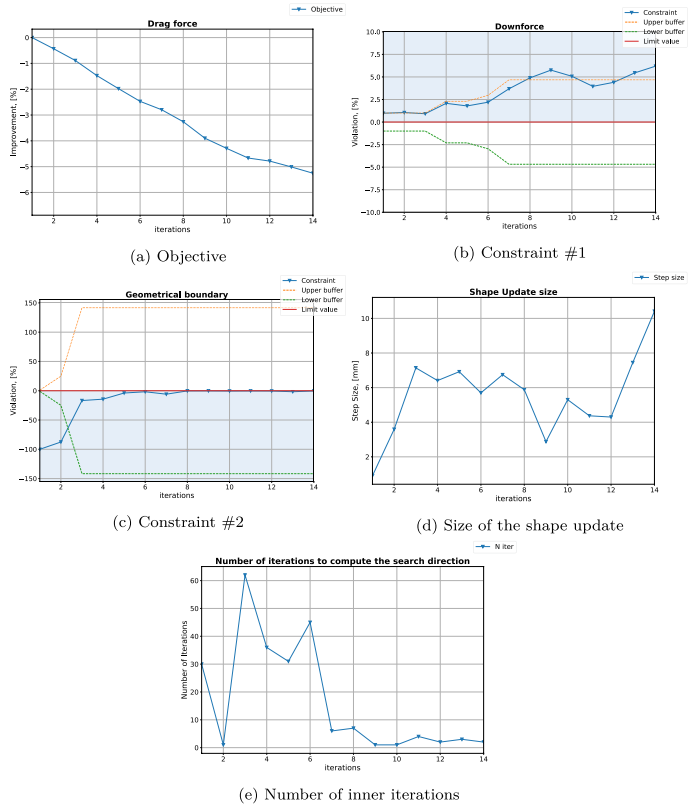 Objective
Drag force
0
−1
−2
−3
−4
−5
−6
Improvement, [%]
2 4 6 8 10 12 14
iterations
(a) Objective
Constraint
Upper buffer
Lower buffer
Limit value
Downforce
10.0
7.5
5.0
2.5
0.0
−2.5
−5.0
−7.5
−10.0
Violation, [%]
2 4 6 8 10 12 14
iterations
(b) Constraint #1
Constraint
Upper buffer
Lower buffer
Limit value
Geometrical boundary
150
100
50
0
−50
−100
−150
Violation, [%]
2 4 6 8 10 12 14
iterations
(c) Constraint #2
Step size
Shape Update size
10
8
6
4
2
Step Size, [mm]
2 4 6 8 10 12 14
iterations
(d) Size of the shape update
N iter
Number of iterations to compute the search direction
60
50
40
30
20
10
0
Number of Iterations
2 4 6 8 10 12 14
iterations
(e) Number of inner iterations